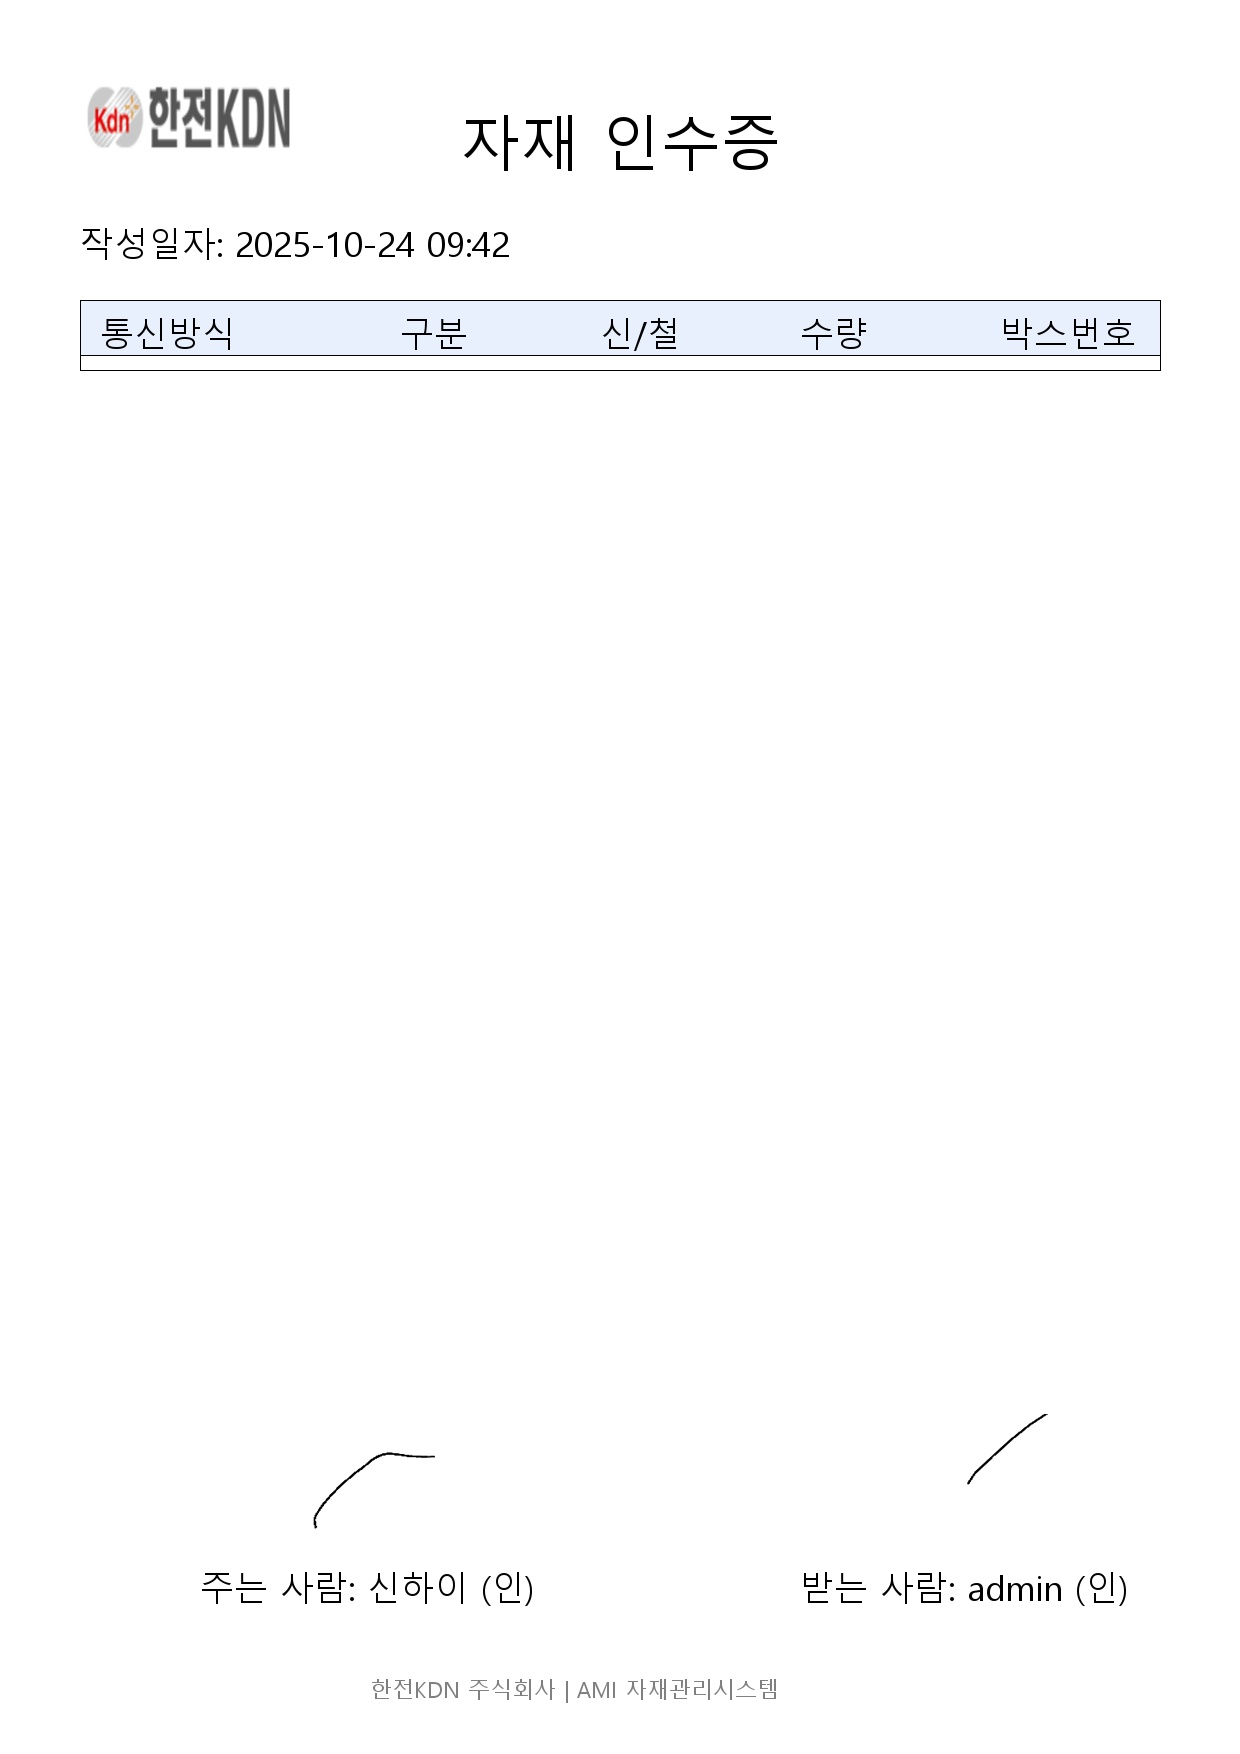 Kdn 한전KDN
자재 인수증
작성일자: 2025-10-24 09:42
통신방식 구분 신/철 수량 박스번호
주는 사람: 신하이 (인) 받는 사람: admin (인)
한전KDN 주식회사 | AMI 자재관리시스템